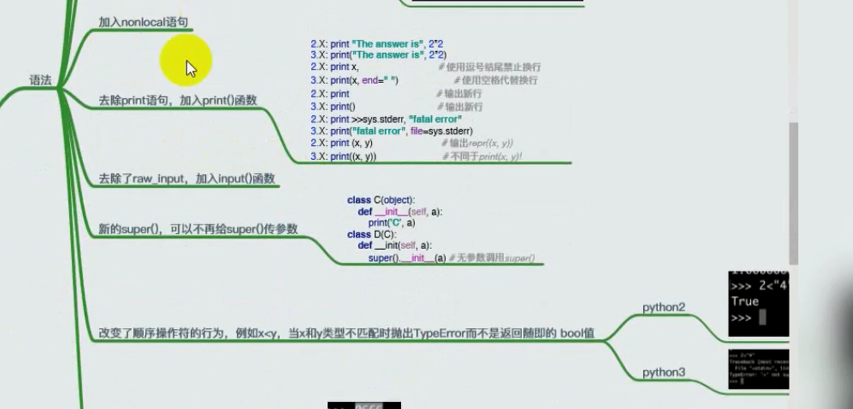 加入nonlocal语句
语法
去除print语句，加入print()函数
2.X: print "The answer is", 2*2
3.X: print("The answer is", 2*2)
2.X: print x, # 使用逗号结尾禁止换行
3.X: print(x, end=" ") # 使用空格代替换行
2.X: print # 输出新行
3.X: print() # 输出新行
2.X: print >>sys.stderr, "fatal error"
3.X: print("fatal error", file=sys.stderr)
2.X: print (x, y) # 输出repr((x, y))
3.X: print((x, y)) # 不同于print(x, y)!
去除了raw_input，加入input()函数
新的super()，可以不再给super()传参数
class C(object):
def __init__(self, a):
print('C', a)
class D(C):
def __init(self, a):
super().__init__(a) # 无参数调用super()
改变了顺序操作符的行为，例如x<y，当x和y类型不匹配时抛出TypeError而不是返回随即的 bool值
python2
>>> 2<"4"
True
>>>
python3